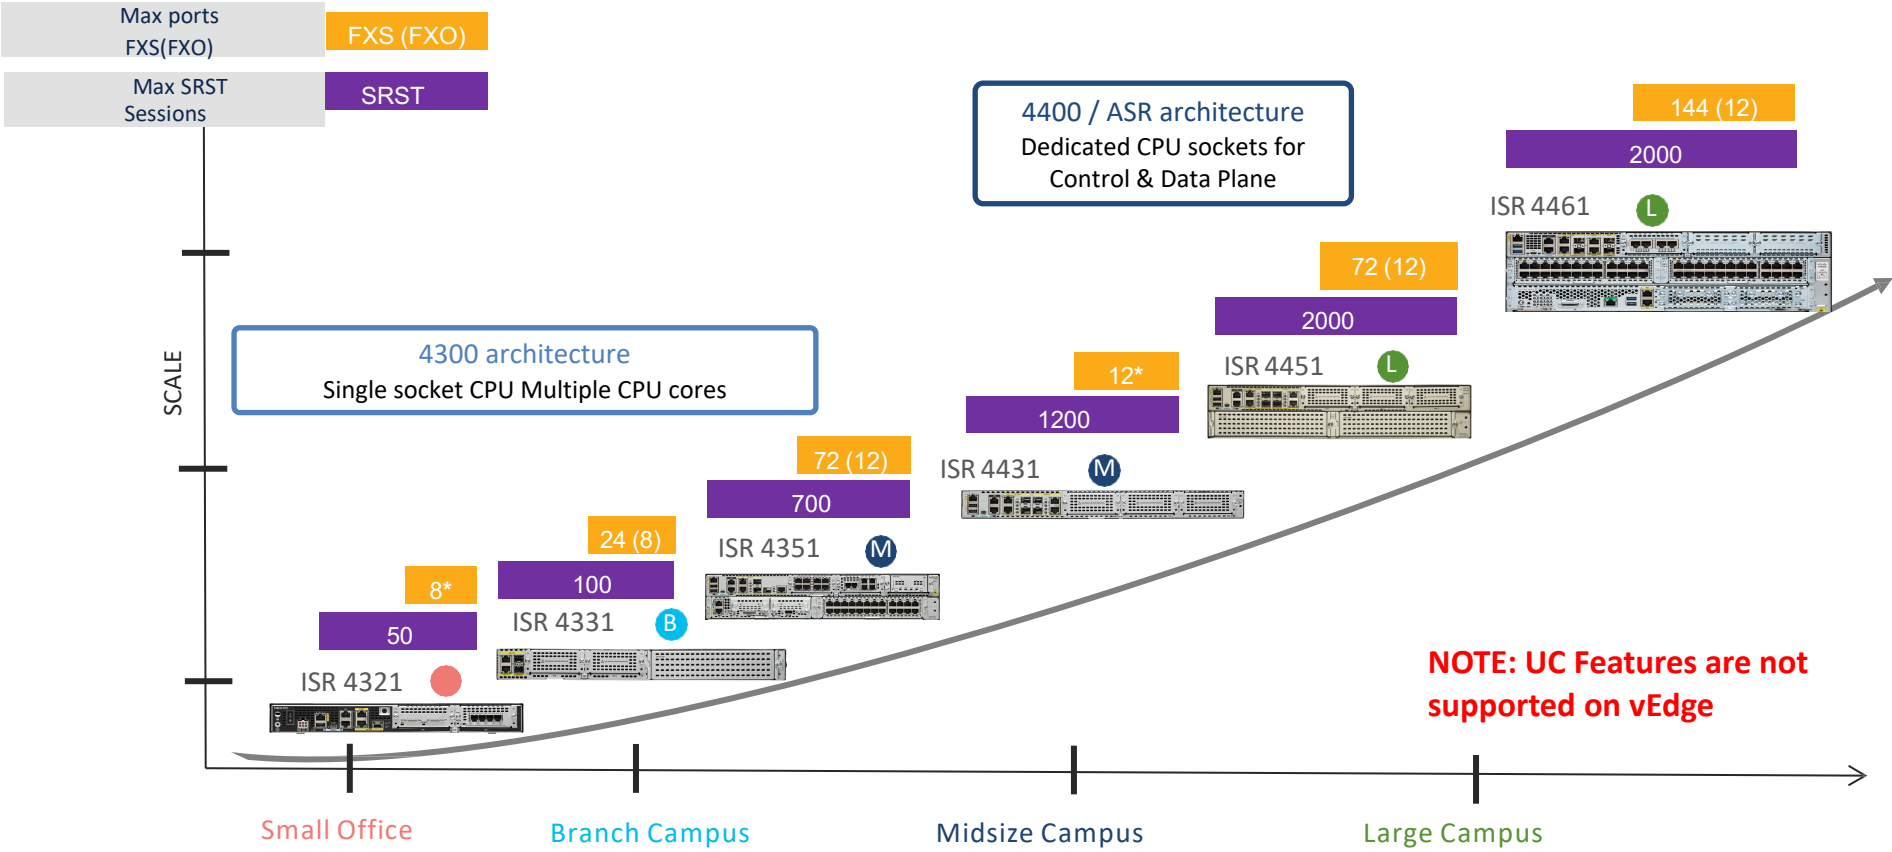 Max ports
FXS(FXO)
FXS (FXO)
Max SRST
Sessions
SRST
4400 / ASR architecture
Dedicated CPU sockets for
Control & Data Plane
144 (12)
2000
ISR 4461
L
72 (12)
2000
ISR 4451
L
4300 architecture
Single socket CPU Multiple CPU cores
SCALE
12*
1200
ISR 4431
M
72 (12)
700
ISR 4351
M
24 (8)
100
ISR 4331
B
8*
50
ISR 4321
NOTE: UC Features are not
supported on vEdge
Small Office
Branch Campus
Midsize Campus
Large Campus